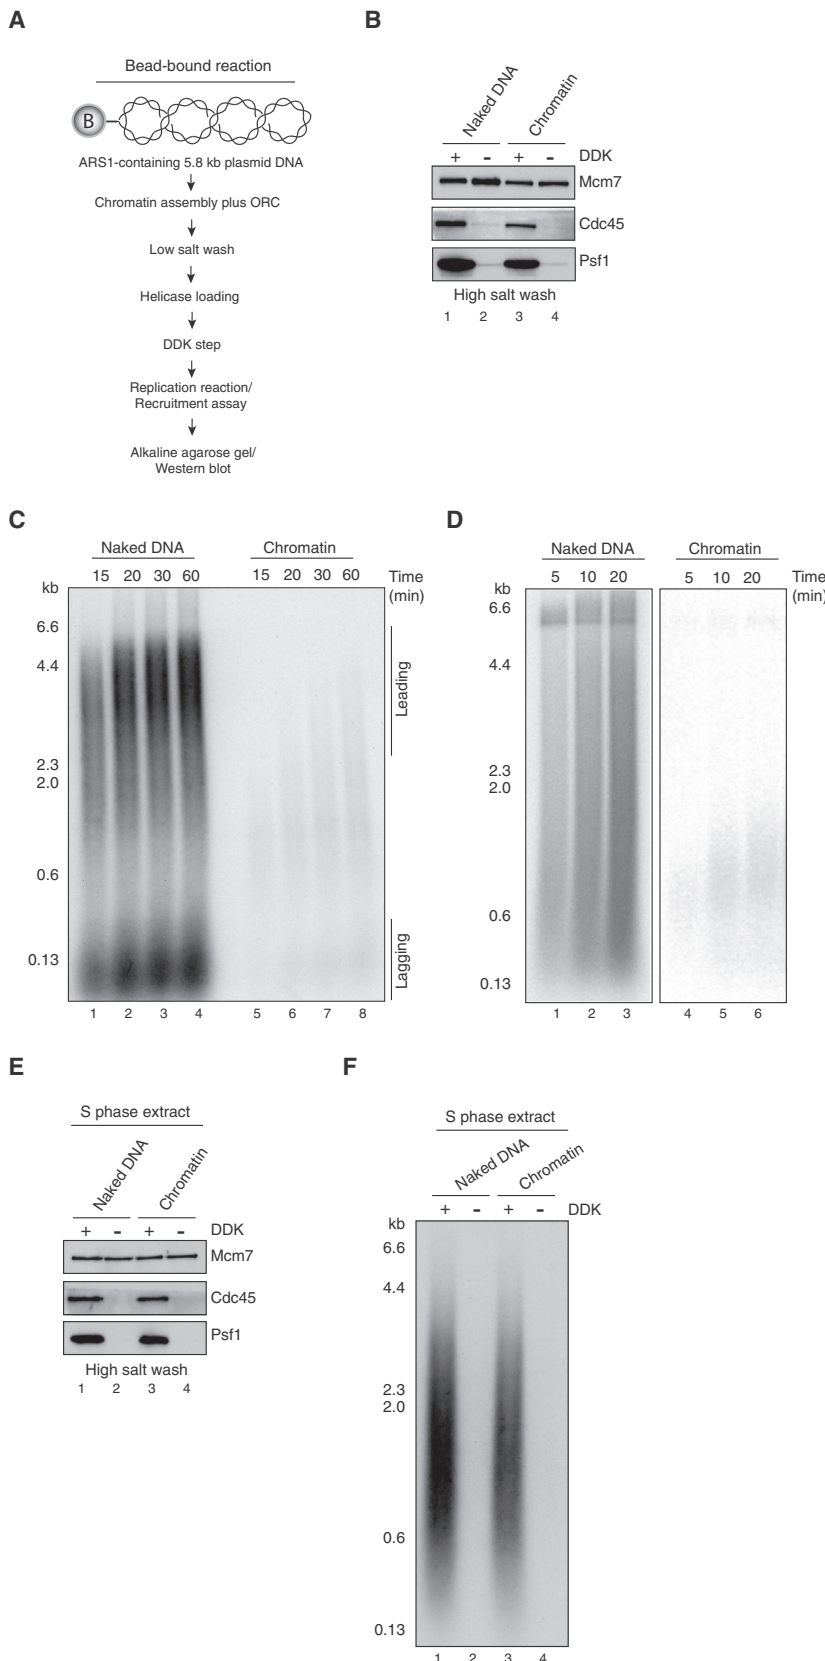 A
Bead-bound reaction
B
ARS1-containing 5.8 kb plasmid DNA
Chromatin assembly plus ORC
Low salt wash
Helicase loading
DDK step
Replication reaction/
Recruitment assay
Alkaline agarose gel/
Western blot
B
Naked DNA
Chromatin
+ - + - DDK
Mcm7
Cdc45
Psf1
High salt wash
1 2 3 4
C
Naked DNA Chromatin
15 20 30 60 15 20 30 60 Time
(min)
kb
6.6
4.4
2.3
2.0
0.6
0.13
Leading
Lagging
1 2 3 4 5 6 7 8
D
Naked DNA Chromatin
5 10 20 5 10 20 Time
(min)
kb
6.6
4.4
2.3
2.0
0.6
0.13
1 2 3 4 5 6
E
S phase extract
Naked DNA
Chromatin
+ - + - DDK
Mcm7
Cdc45
Psf1
High salt wash
1 2 3 4
F
S phase extract
Naked DNA
Chromatin
+ - + - DDK
kb
6.6
4.4
2.3
2.0
0.6
0.13
1 2 3 4